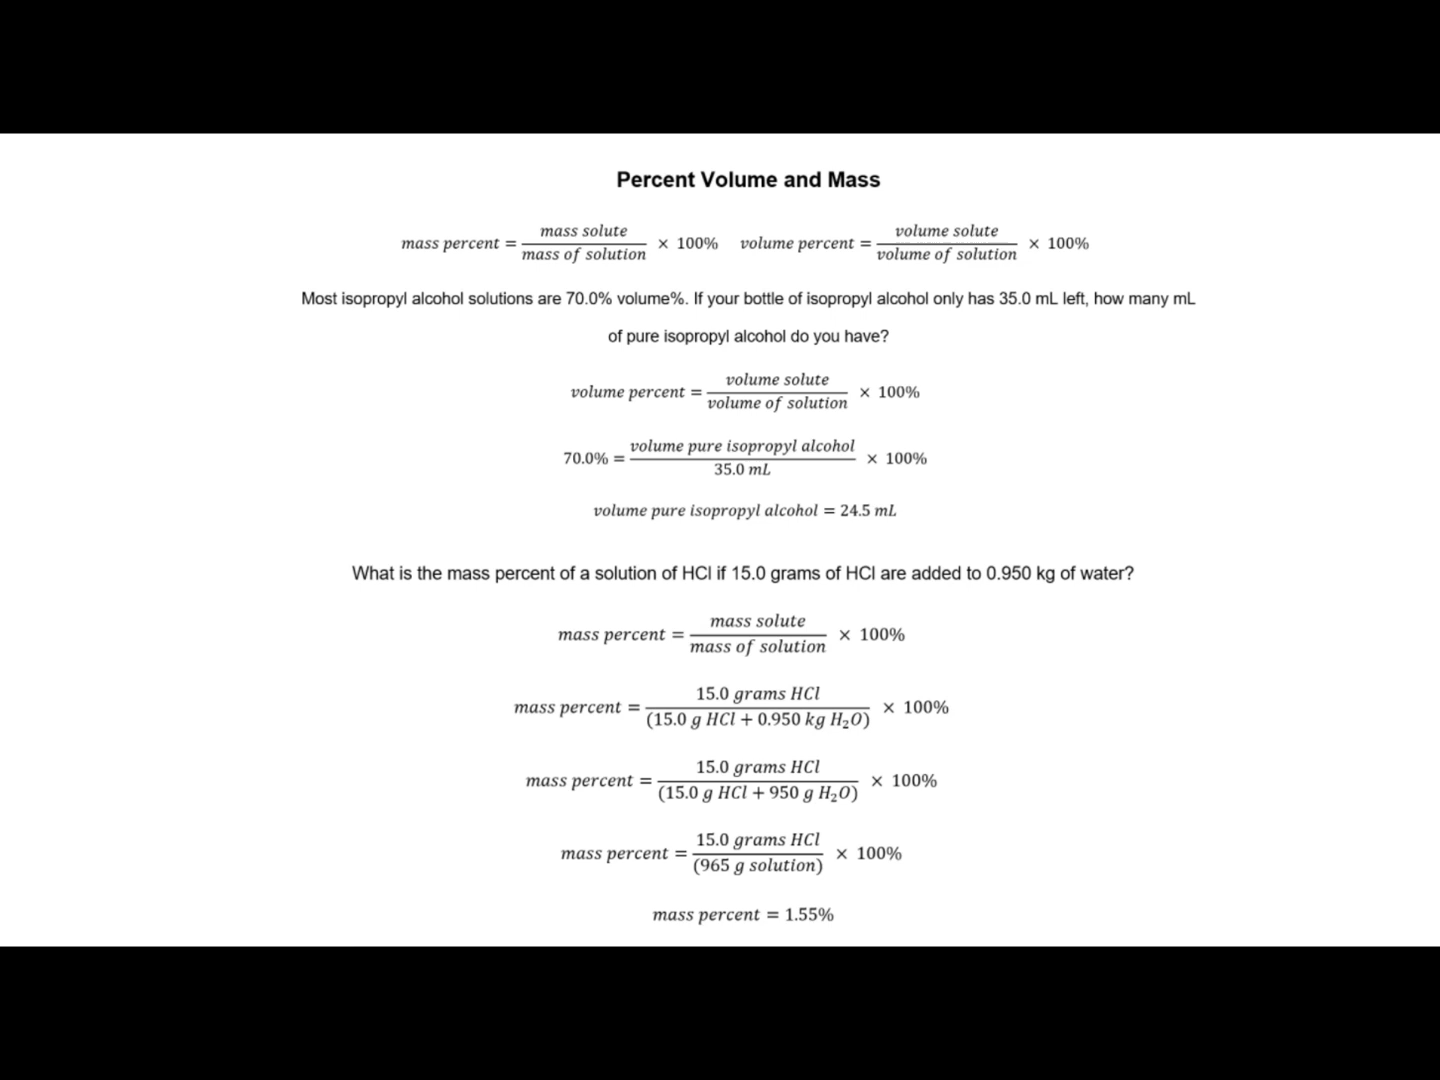 Percent Volume and Mass
mass percent = mass solute / mass of solution × 100% volume percent = volume solute / volume of solution × 100%
Most isopropyl alcohol solutions are 70.0% volume%. If your bottle of isopropyl alcohol only has 35.0 mL left, how many mL
of pure isopropyl alcohol do you have?
volume percent = volume solute / volume of solution × 100%
70.0% = volume pure isopropyl alcohol / 35.0 mL × 100%
volume pure isopropyl alcohol = 24.5 mL
What is the mass percent of a solution of HCl if 15.0 grams of HCl are added to 0.950 kg of water?
mass percent = mass solute / mass of solution × 100%
mass percent = 15.0 grams HCl / (15.0 g HCl + 0.950 kg H₂O) × 100%
mass percent = 15.0 grams HCl / (15.0 g HCl + 950 g H₂O) × 100%
mass percent = 15.0 grams HCl / (965 g solution) × 100%
mass percent = 1.55%